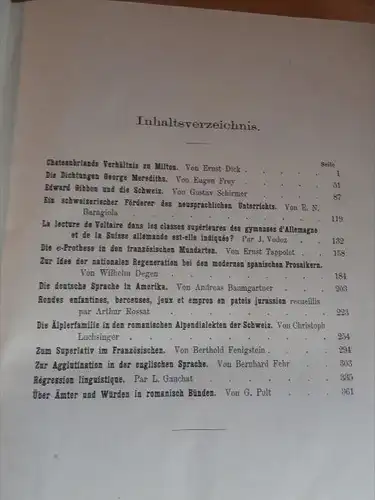 Inhaltsverzeichnis.
Seite
Chateaubriands Verhältnis zu Milton. Von Ernst Dick . . . . . 1
Die Dichtungen George Merediths. Von Eugen Frey . . . . . 51
Edward Gibbon und die Schweiz. Von Gustav Schirmer . . . . 87
Ein schweizerischer Förderer des neusprachlichen Unterrichts. Von E. N.
Baragiola . . . . . . . . . . . . 119
La lecture de Voltaire dans les classes supérieures des gymnases d'Allemagne
et de la Suisse allemande est-elle indiquée? Par J. Vodoz . . 132
Die e-Prothese in den französischen Mundarten. Von Ernst Tappolet . . 158
Zur Idee der nationalen Regeneration bei den modernen spanischen Prosaikern.
Von Wilhelm Degen . . . . . . . . . . 184
Die deutsche Sprache in Amerika. Von Andreas Baumgartner . . . 203
Rondes enfantines, berceuses, jeux et empros en patois jurassien recueillis
par Arthur Rossat . . . . . . . . . . 223
Die Älplerfamilie in den romanischen Alpendialekten der Schweiz. Von Christoph
Luchsinger . . . . . . . . . . . 254
Zum Superlativ im Französischen. Von Berthold Fenigstein . . . . 294
Zur Agglutination in der englischen Sprache. Von Bernhard Fehr . . . 303
Régression linguistique. Par L. Gauchat . . . . . . . 335
Über Ämter und Würden in romanisch Bünden. Von G. Pult . . . 361